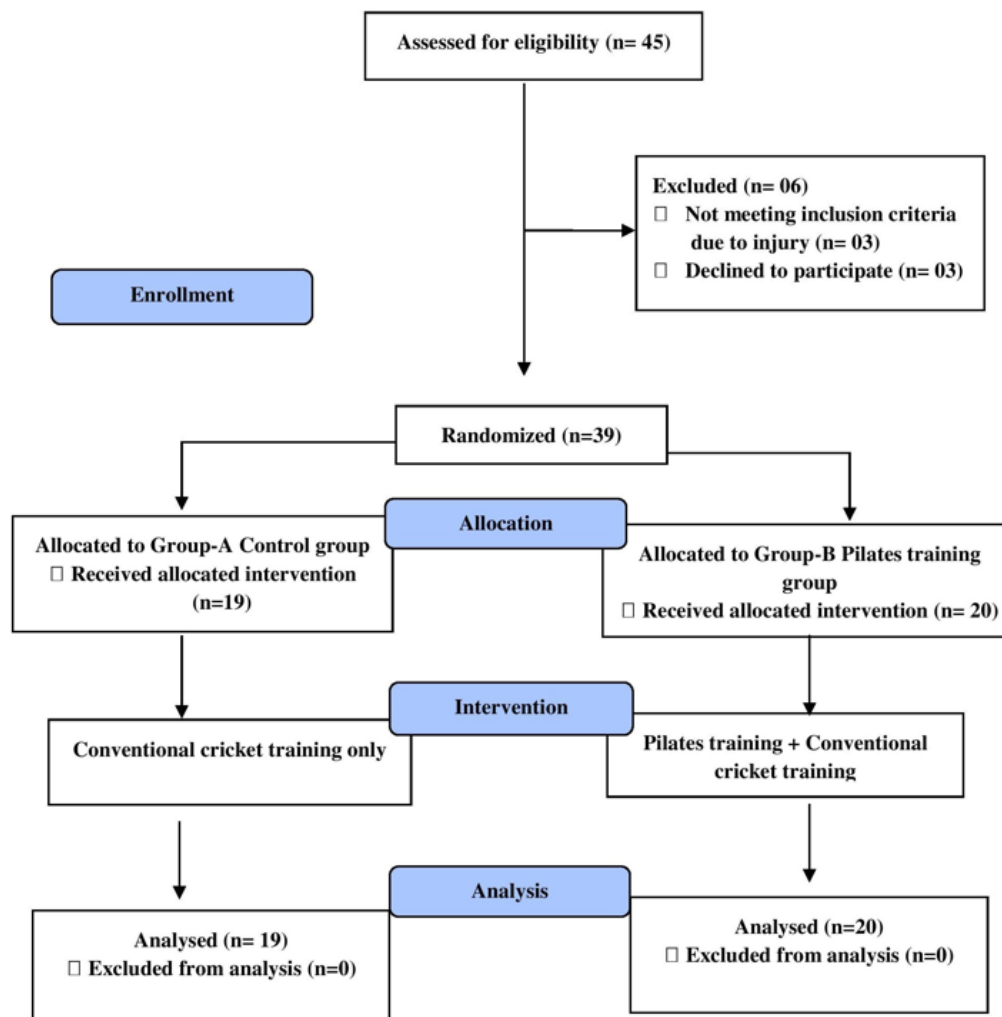 Assessed for eligibility (n= 45)
Excluded (n= 06)
☐ Not meeting inclusion criteria
due to injury (n= 03)
☐ Declined to participate (n= 03)
Enrollment
Randomized (n=39)
Allocation
Allocated to Group-A Control group
☐ Received allocated intervention
(n=19)
Allocated to Group-B Pilates training
group
☐ Received allocated intervention (n= 20)
Intervention
Conventional cricket training only
Pilates training + Conventional
cricket training
Analysis
Analysed (n= 19)
☐ Excluded from analysis (n=0)
Analysed (n=20)
☐ Excluded from analysis (n=0)